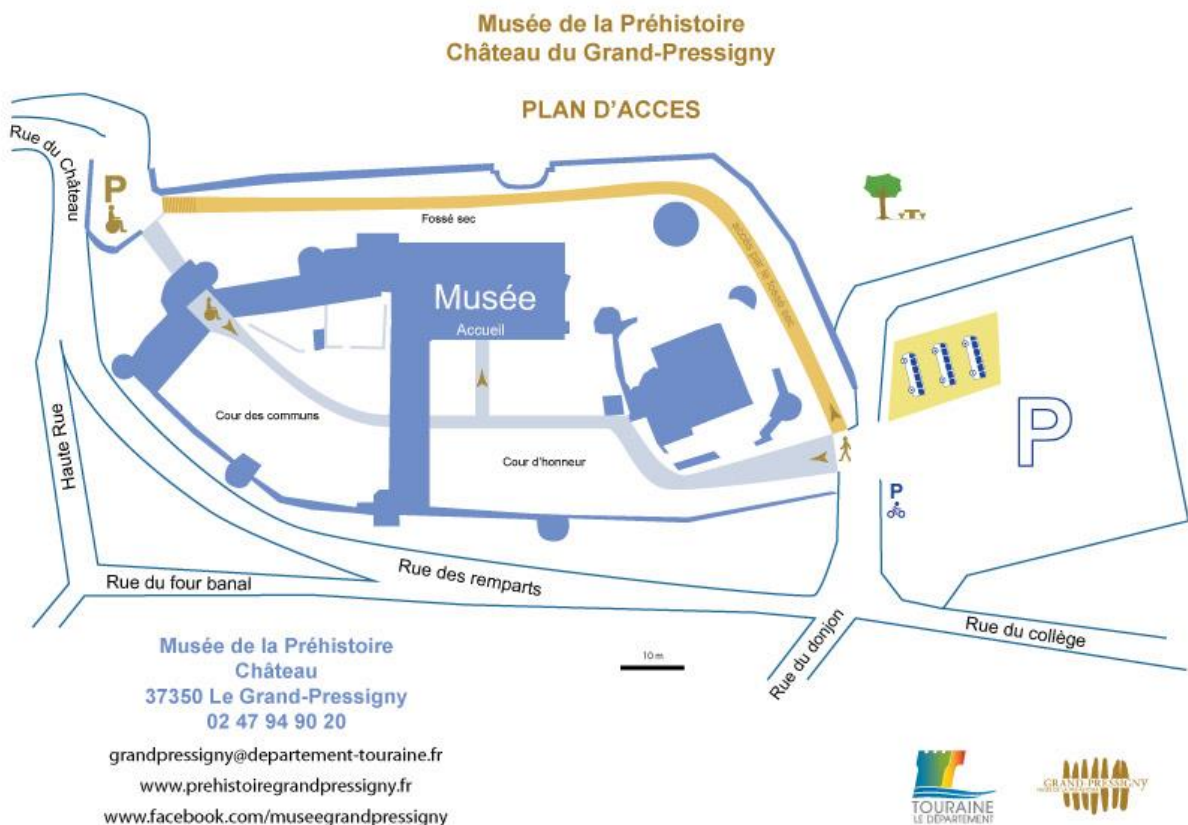 Musée de la Préhistoire
Château du Grand-Pressigny
PLAN D'ACCES
Rue du Château
P
Fossé sec
accès par le fossé sec
Musée
Accueil
Cour des communs
Cour d'honneur
P
P
Haute Rue
Rue du four banal
Rue des remparts
Rue du donjon
Rue du collège
10 m
Musée de la Préhistoire
Château
37350 Le Grand-Pressigny
02 47 94 90 20
grandpressigny@departement-touraine.fr
www.prehistoiregrandpressigny.fr
www.facebook.com/museegrandpressigny
TOURAINE
LE DÉPARTEMENT
GRAND-PRESSIGNY